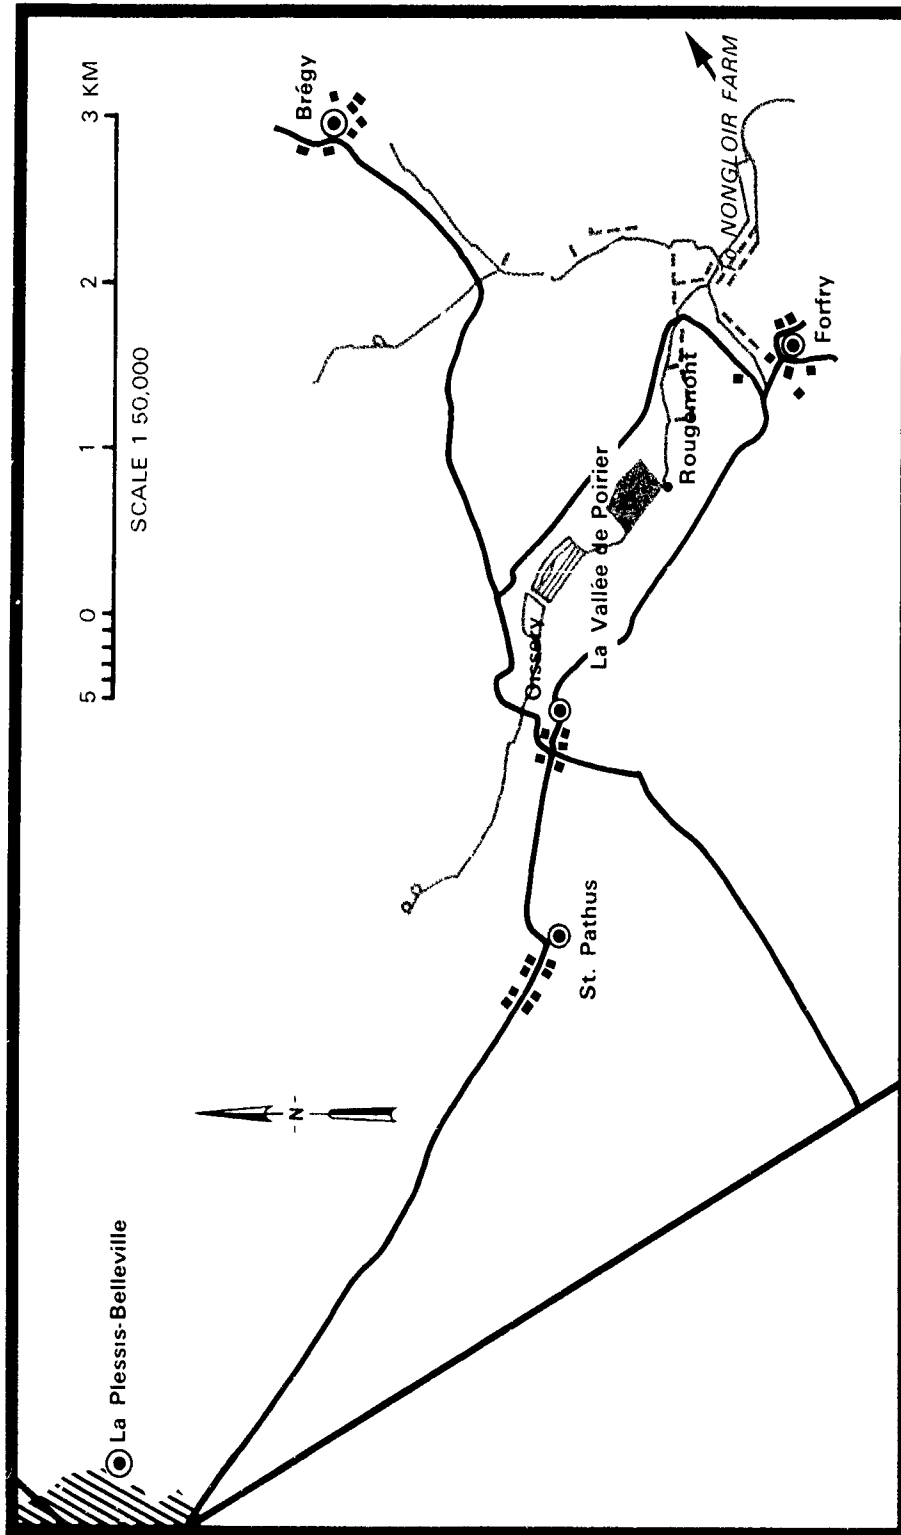 La Plessis-Belleville
5 0 1 2 3 KM
SCALE 1 50,000
-N-
Brégy
St. Pathus
Oissery
La Vallée de Poirier
Rougemont
Forfry
NONGLOIR FARM